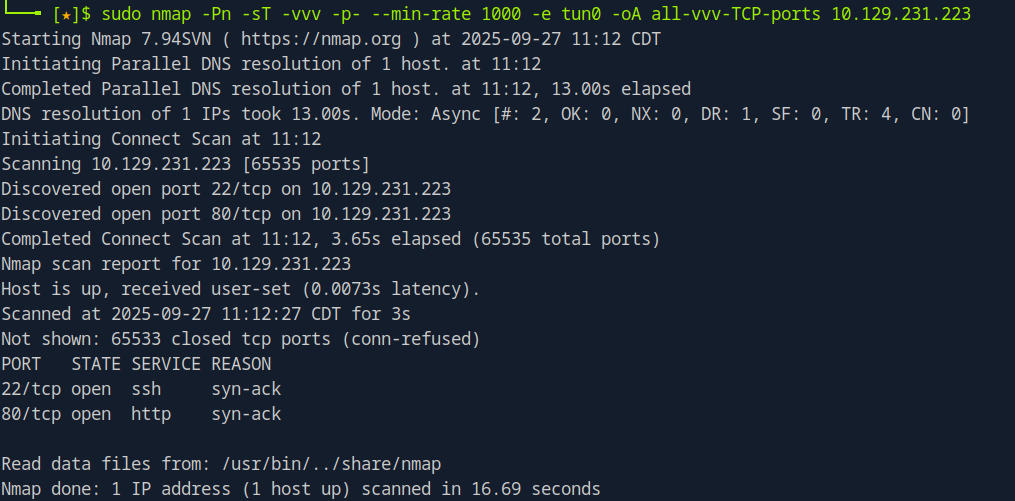 [★]$ sudo nmap -Pn -sT -vvv -p- --min-rate 1000 -e tun0 -oA all-vvv-TCP-ports 10.129.231.223
Starting Nmap 7.94SVN ( https://nmap.org ) at 2025-09-27 11:12 CDT
Initiating Parallel DNS resolution of 1 host. at 11:12
Completed Parallel DNS resolution of 1 host. at 11:12, 13.00s elapsed
DNS resolution of 1 IPs took 13.00s. Mode: Async [#: 2, OK: 0, NX: 0, DR: 1, SF: 0, TR: 4, CN: 0]
Initiating Connect Scan at 11:12
Scanning 10.129.231.223 [65535 ports]
Discovered open port 22/tcp on 10.129.231.223
Discovered open port 80/tcp on 10.129.231.223
Completed Connect Scan at 11:12, 3.65s elapsed (65535 total ports)
Nmap scan report for 10.129.231.223
Host is up, received user-set (0.0073s latency).
Scanned at 2025-09-27 11:12:27 CDT for 3s
Not shown: 65533 closed tcp ports (conn-refused)
PORT   STATE SERVICE REASON
22/tcp open  ssh     syn-ack
80/tcp open  http    syn-ack
Read data files from: /usr/bin/../share/nmap
Nmap done: 1 IP address (1 host up) scanned in 16.69 seconds